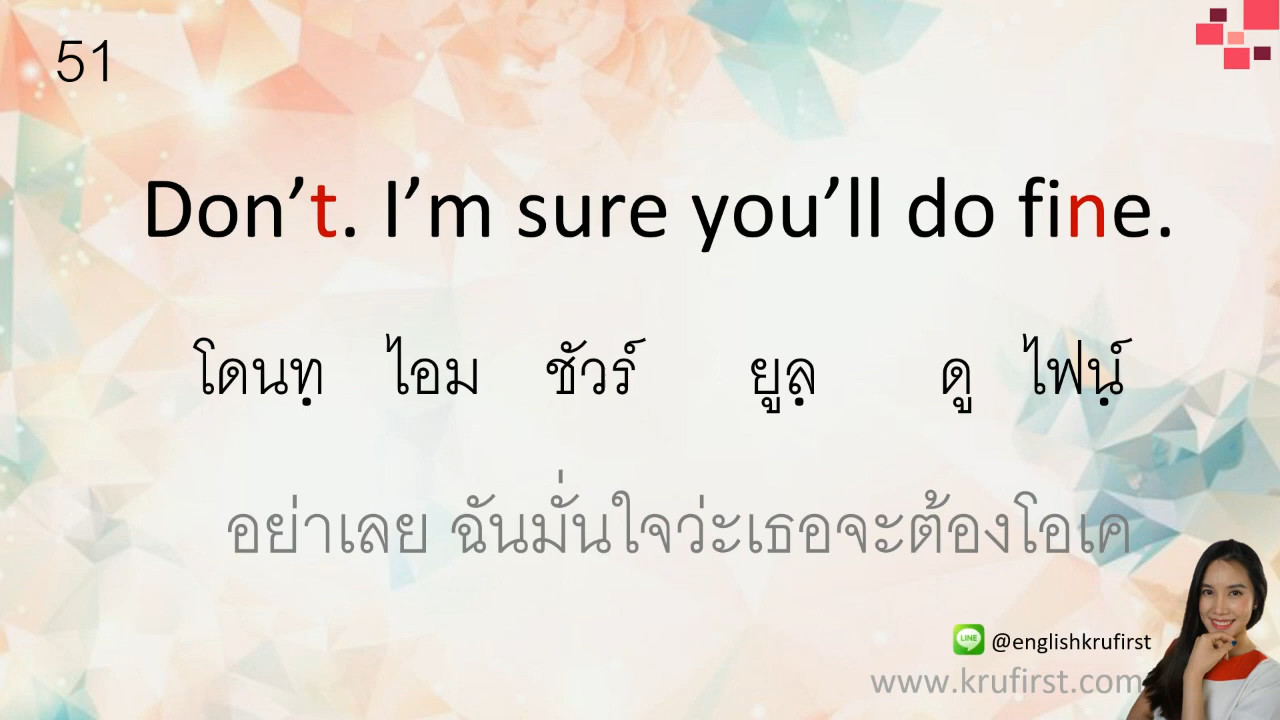 51
Don’t. I’m sure you’ll do fine.
โดนทฺ ไอม ชัวร์ ยูลฺ ดู ไฟนฺ์
อย่าเลย ฉันมั่นใจว่ะเธอจะต้องโอเค
LINE @englishkrufirst
www.krufirst.com